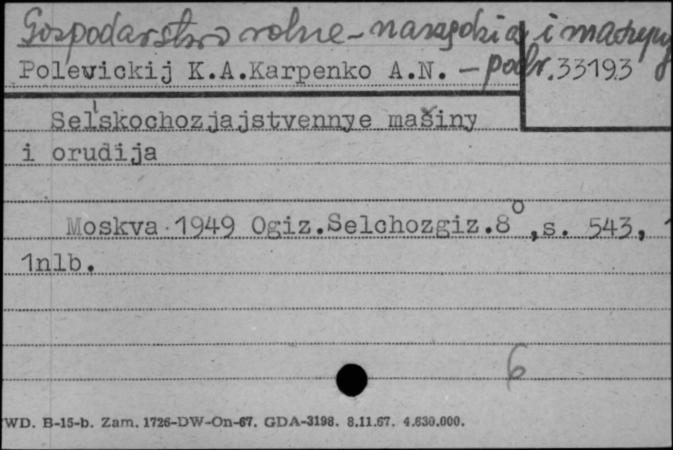 Gospodarstwo rolne - narzędzia i maszyny
Polevickij K.A.Karpenko A.N. - podr. 33193
Sel'skochozjajstvennye mašiny
i orudija
Moskva 1949 Ogiz.Selchozgiz.8°,s. 543, 1
1nlb.
6
WD. B-15-b. Zam. 1726-DW-On-67. GDA-3198. 8.11.67. 4.630.000.